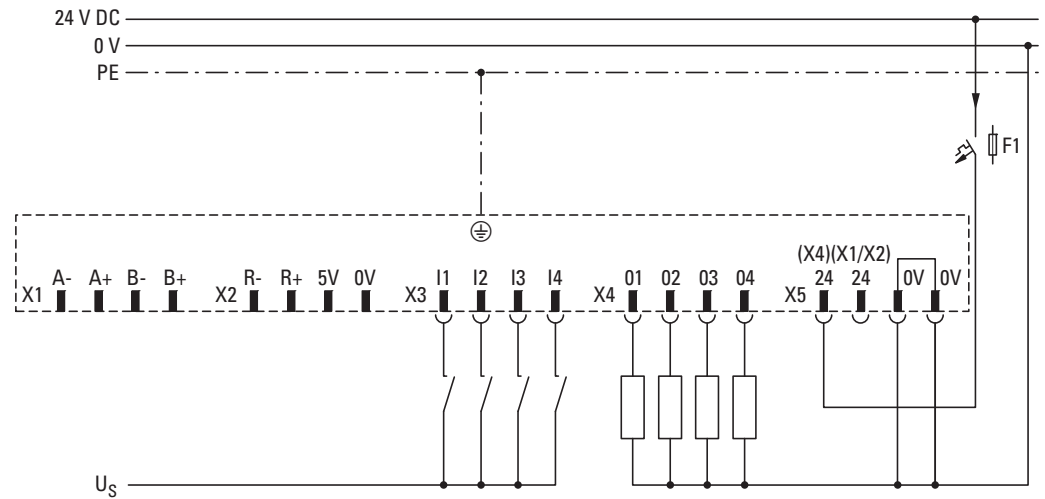 24 V DC
0 V
PE
F1
(X4)(X1/X2)
X1 A- A+ B- B+ X2 R- R+ 5V 0V X3 I1 I2 I3 I4 X4 01 02 03 04 X5 24 24 0V 0V
US